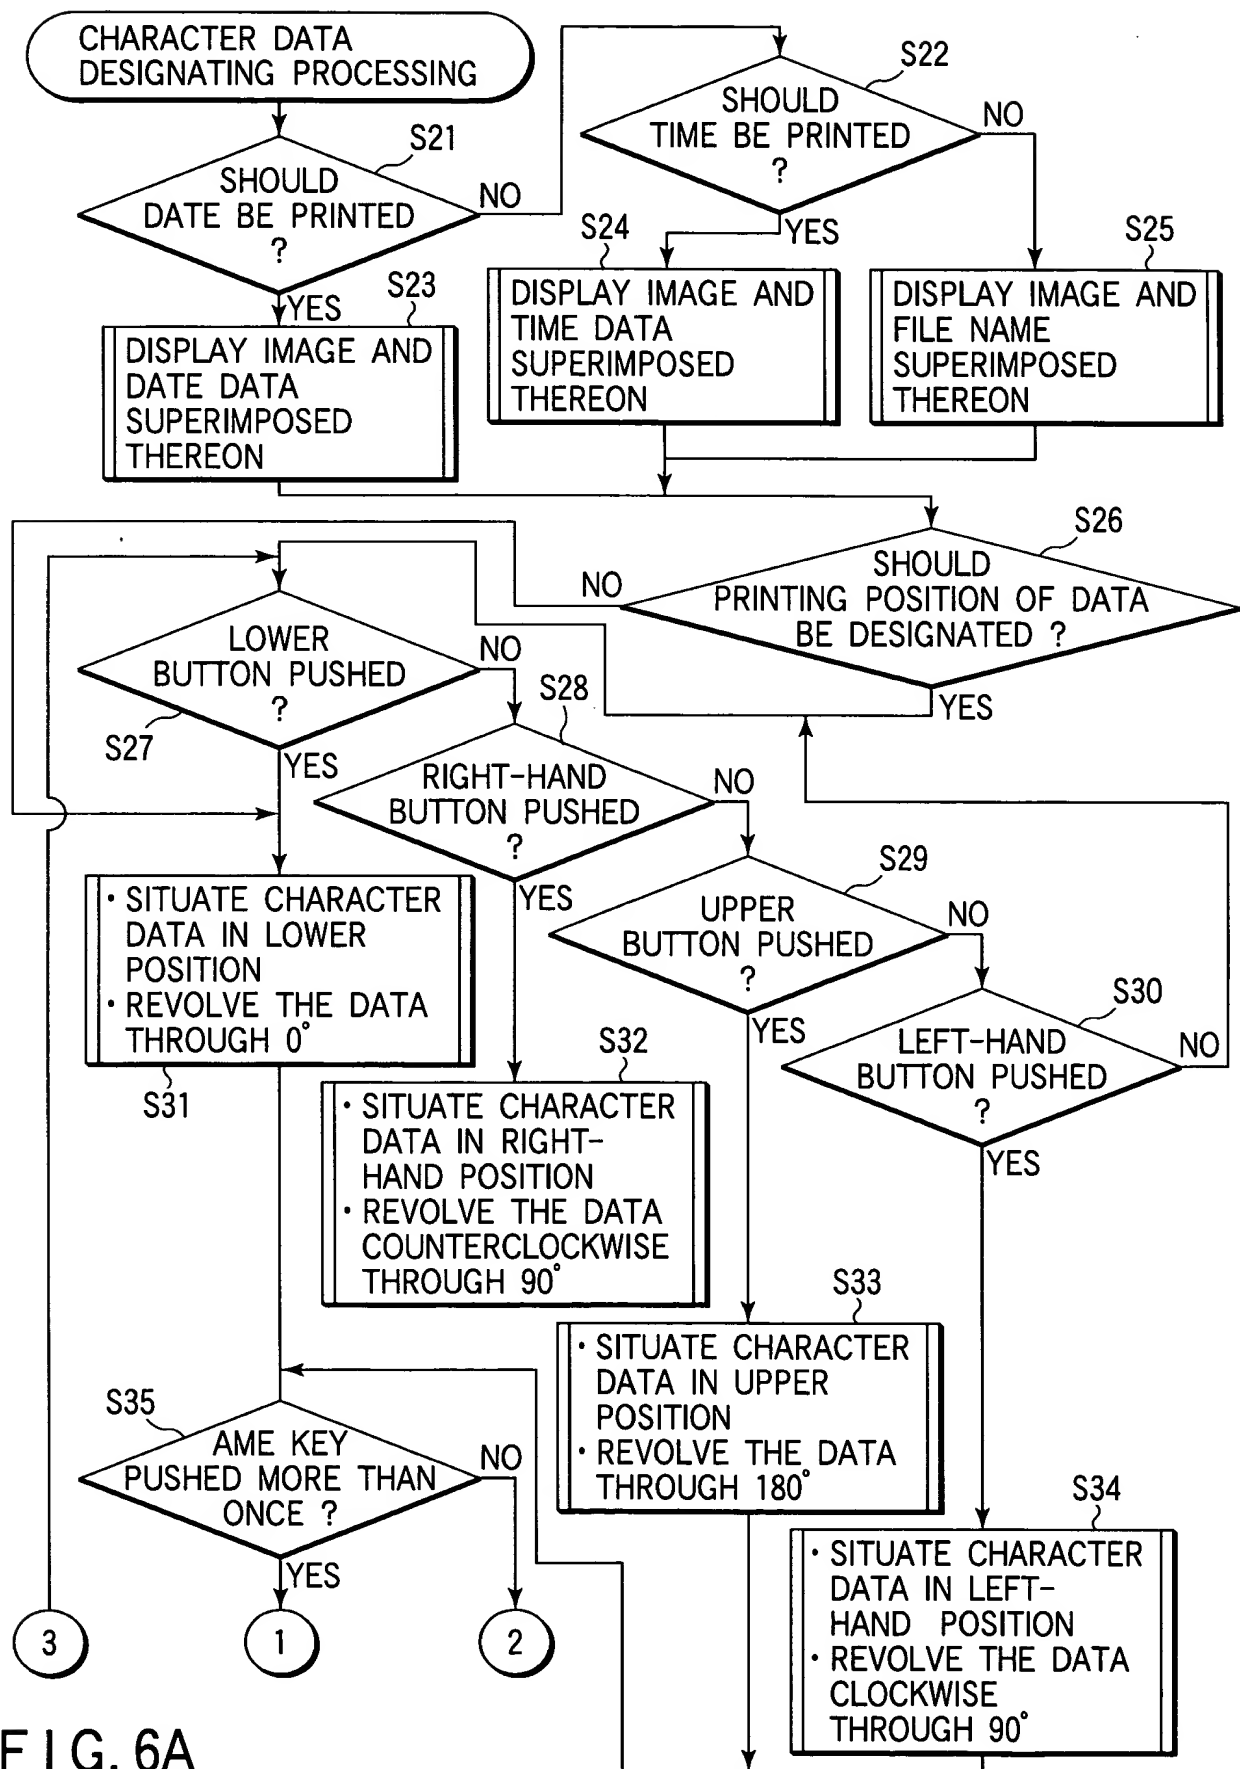 CHARACTER DATA
DESIGNATING PROCESSING
S21
SHOULD
DATE BE PRINTED
?
NO
YES
S22
SHOULD
TIME BE PRINTED
?
NO
YES
S23
DISPLAY IMAGE AND
DATE DATA
SUPERIMPOSED
THEREON
S24
DISPLAY IMAGE AND
TIME DATA
SUPERIMPOSED
THEREON
S25
DISPLAY IMAGE AND
FILE NAME
SUPERIMPOSED
THEREON
S26
SHOULD
PRINTING POSITION OF DATA
BE DESIGNATED ?
NO
YES
LOWER
BUTTON PUSHED
?
S27
NO
YES
S28
RIGHT-HAND
BUTTON PUSHED
?
NO
YES
S29
UPPER
BUTTON PUSHED
?
NO
YES
S30
LEFT-HAND
BUTTON PUSHED
?
NO
YES
• SITUATE CHARACTER
DATA IN LOWER
POSITION
• REVOLVE THE DATA
THROUGH 0°
S31
S32
• SITUATE CHARACTER
DATA IN RIGHT-
HAND POSITION
• REVOLVE THE DATA
COUNTERCLOCKWISE
THROUGH 90°
S33
• SITUATE CHARACTER
DATA IN UPPER
POSITION
• REVOLVE THE DATA
THROUGH 180°
S34
• SITUATE CHARACTER
DATA IN LEFT-
HAND POSITION
• REVOLVE THE DATA
CLOCKWISE
THROUGH 90°
S35
AME KEY
PUSHED MORE THAN
ONCE ?
NO
YES
3
1
2
FIG. 6A